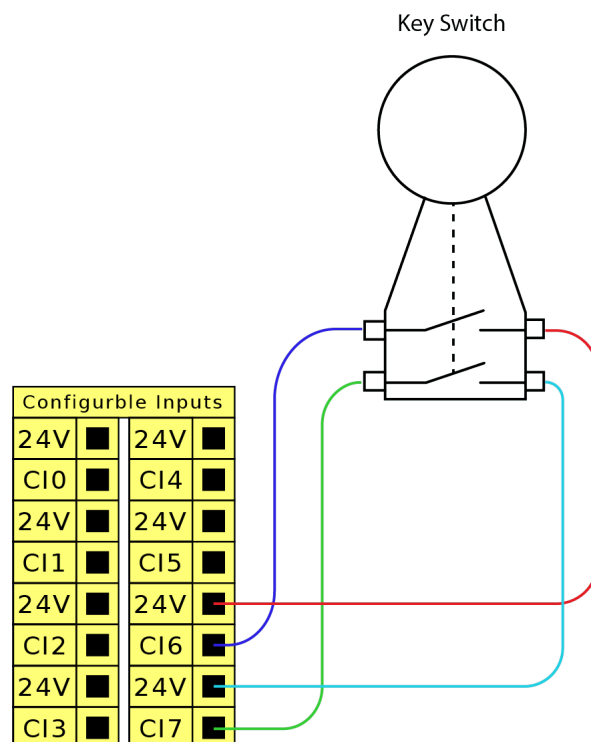 Key Switch
Configurble Inputs
24V 24V
CI0 CI4
24V 24V
CI1 CI5
24V 24V
CI2 CI6
24V 24V
CI3 CI7